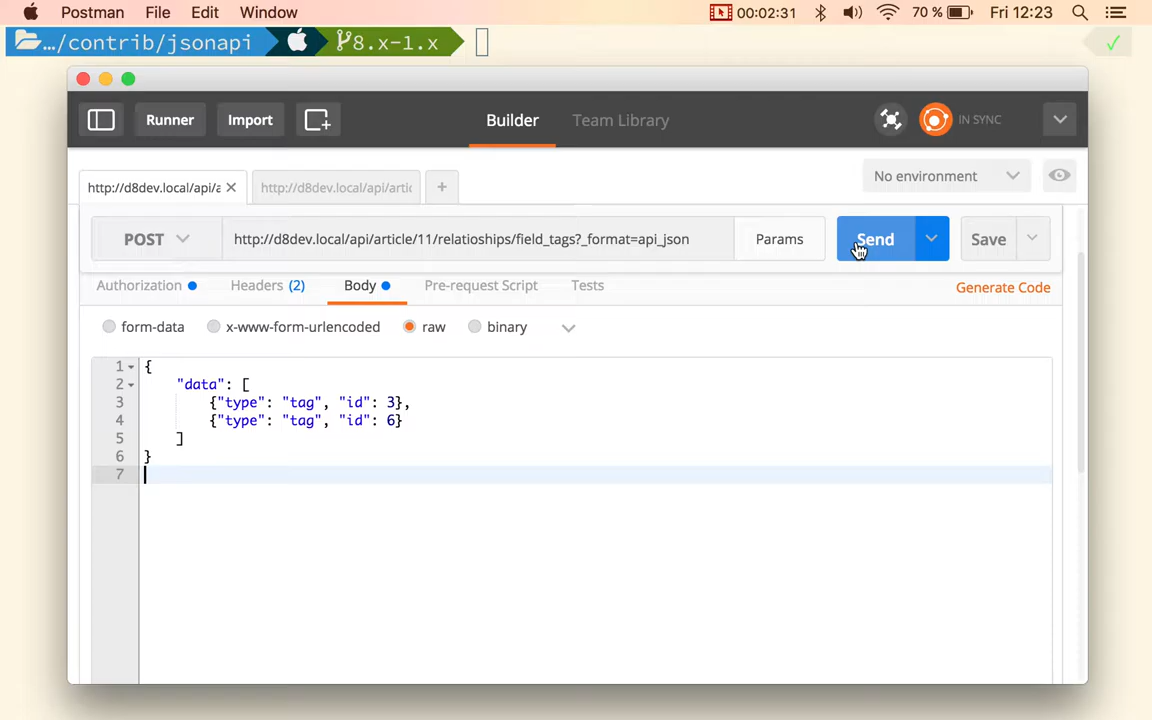 Postman File Edit Window 00:02:31 70 % Fri 12:23
.../contrib/jsonapi 8.x-1.x ✓
Runner Import Builder Team Library IN SYNC
http://d8dev.local/api/a http://d8dev.local/api/artic + No environment
POST http://d8dev.local/api/article/11/relatioships/field_tags?_format=api_json Params Send Save
Authorization Headers (2) Body Pre-request Script Tests Generate Code
form-data x-www-form-urlencoded raw binary
1 {
2 "data": [
3 {"type": "tag", "id": 3},
4 {"type": "tag", "id": 6}
5 ]
6 }
7